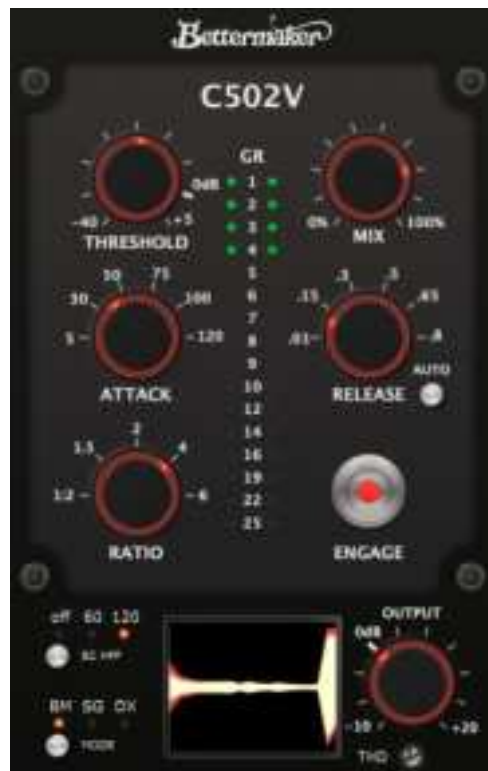 Bettermaker
C502V
GR
0dB
-40
+5
THRESHOLD
0%
100%
MIX
1
2
3
4
5
6
7
8
9
10
12
14
16
19
22
25
5
30
50
75
100
120
ATTACK
.01
.15
.3
.5
.65
.8
RELEASE
AUTO
1.5
2
4
6
RATIO
ENGAGE
off 60 120
SC HPF
BM SG DX
MODE
OUTPUT
0dB
-10
+20
THD